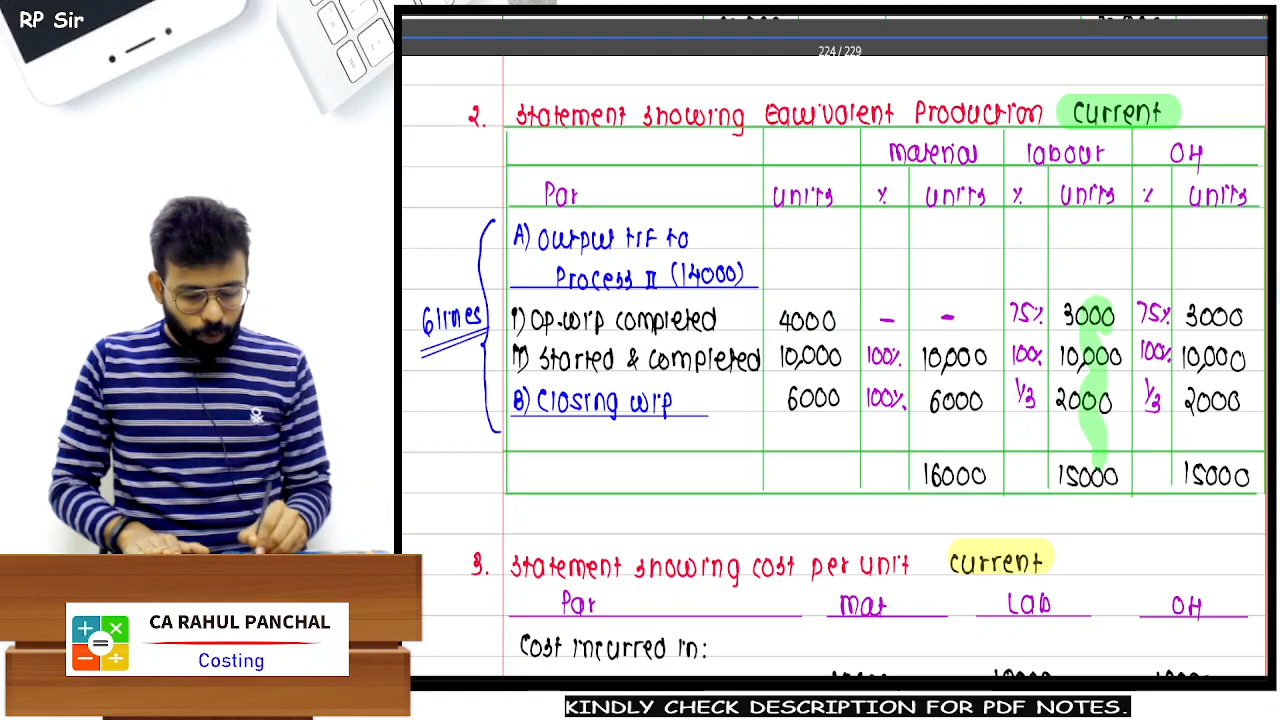 RP Sir
224 / 229
2. Statement showing Equivalent Production Current
Material Labour OH
Par Units % Units % Units % Units
A) Output trf to
Process II (14000)
6 lines
i) Op. wip completed 4000 - - 75% 3000 75% 3000
ii) Started & completed 10,000 100% 10,000 100% 10,000 100% 10,000
B) Closing wip 6000 100% 6000 1/3 2000 1/3 2000
16000 15000 15000
3. Statement showing cost per unit current
Par Mat Lab OH
Cost incurred in:
CA RAHUL PANCHAL
Costing
KINDLY CHECK DESCRIPTION FOR PDF NOTES.